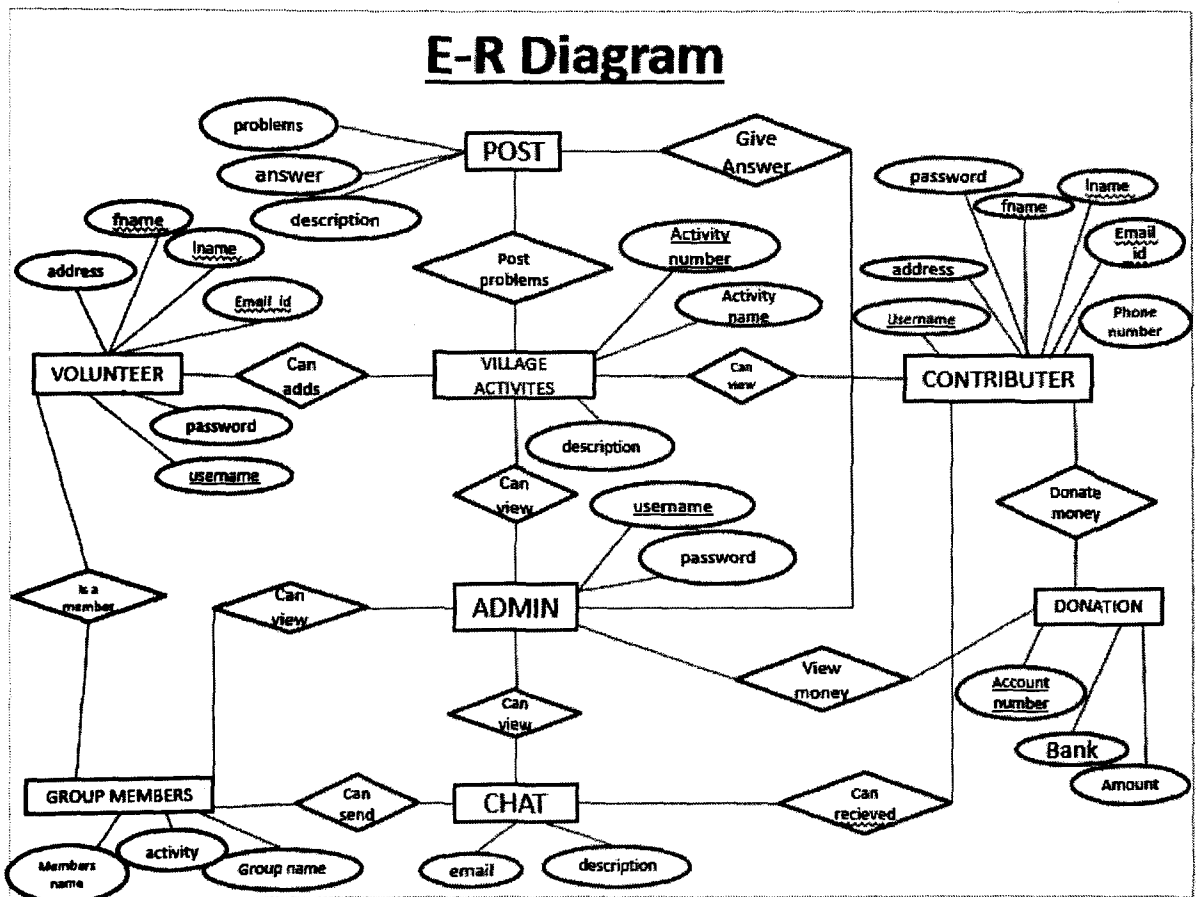 E-R Diagram
problems
POST
Give
Answer
answer
description
password
lname
fname
fname
lname
Email
id
address
Email_id
Post
problems
Activity
number
Activity
name
address
Username
Phone
number
VOLUNTEER
Can
adds
VILLAGE
ACTIVITES
Can
view
CONTRIBUTER
password
username
description
Can
view
username
password
Donate
money
Is a
member
Can
view
ADMIN
DONATION
View
money
Account
number
Can
view
Bank
Amount
GROUP MEMBERS
Can
send
CHAT
Can
recieved
Members
name
activity
Group name
email
description